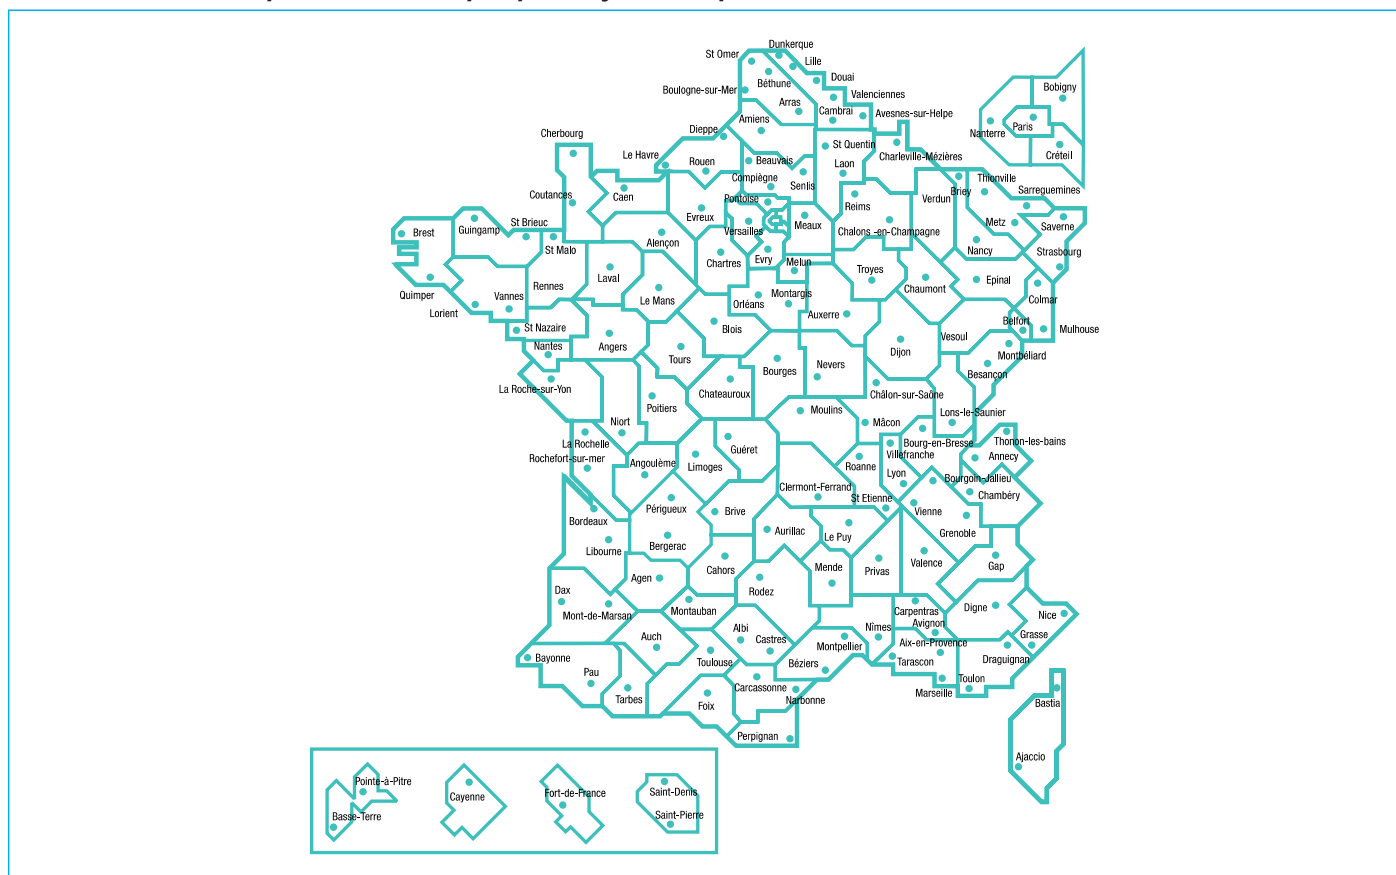 Dunkerque
St Omer
Lille
Béthune
Douai
Boulogne-sur-Mer
Valenciennes
Arras
Cambrai
Avesnes-sur-Helpe
Amiens
Dieppe
Cherbourg
Le Havre
Rouen
Beauvais
St Quentin
Charleville-Mézières
Laon
Compiègne
Senlis
Thionville
Briey
Sarreguemines
Coutances
Caen
Pontoise
Verdun
Reims
Evreux
Meaux
Metz
Saverne
Guingamp
St Brieuc
Brest
Versailles
Chalons -en-Champagne
Alençon
St Malo
Nancy
Strasbourg
Evry
Melun
Chartres
Troyes
Laval
Epinal
Chaumont
Rennes
Quimper
Vannes
Le Mans
Montargis
Orléans
Colmar
Lorient
Auxerre
Belfort
St Nazaire
Blois
Mulhouse
Vesoul
Nantes
Angers
Dijon
Montbéliard
Tours
Nevers
Bourges
Besançon
La Roche-sur-Yon
Chateauroux
Châlon-sur-Saône
Poitiers
Moulins
Lons-le-Saunier
Niort
Mâcon
La Rochelle
Bourg-en-Bresse
Thonon-les-bains
Guéret
Villefranche
Annecy
Rochefort-sur-mer
Angoulème
Limoges
Roanne
Lyon
Bourgoin-Jallieu
Clermont-Ferrand
St Etienne
Chambéry
Périgueux
Brive
Vienne
Bordeaux
Aurillac
Grenoble
Le Puy
Bergerac
Libourne
Cahors
Mende
Privas
Valence
Gap
Agen
Rodez
Dax
Mont-de-Marsan
Montauban
Carpentras
Digne
Nice
Avignon
Albi
Nîmes
Auch
Castres
Grasse
Montpellier
Aix-en-Provence
Bayonne
Toulouse
Béziers
Tarascon
Draguignan
Pau
Carcassonne
Toulon
Marseille
Tarbes
Foix
Narbonne
Perpignan
Bastia
Ajaccio
Bobigny
Nanterre
Paris
Créteil
Pointe-à-Pitre
Basse-Terre
Cayenne
Fort-de-France
Saint-Denis
Saint-Pierre